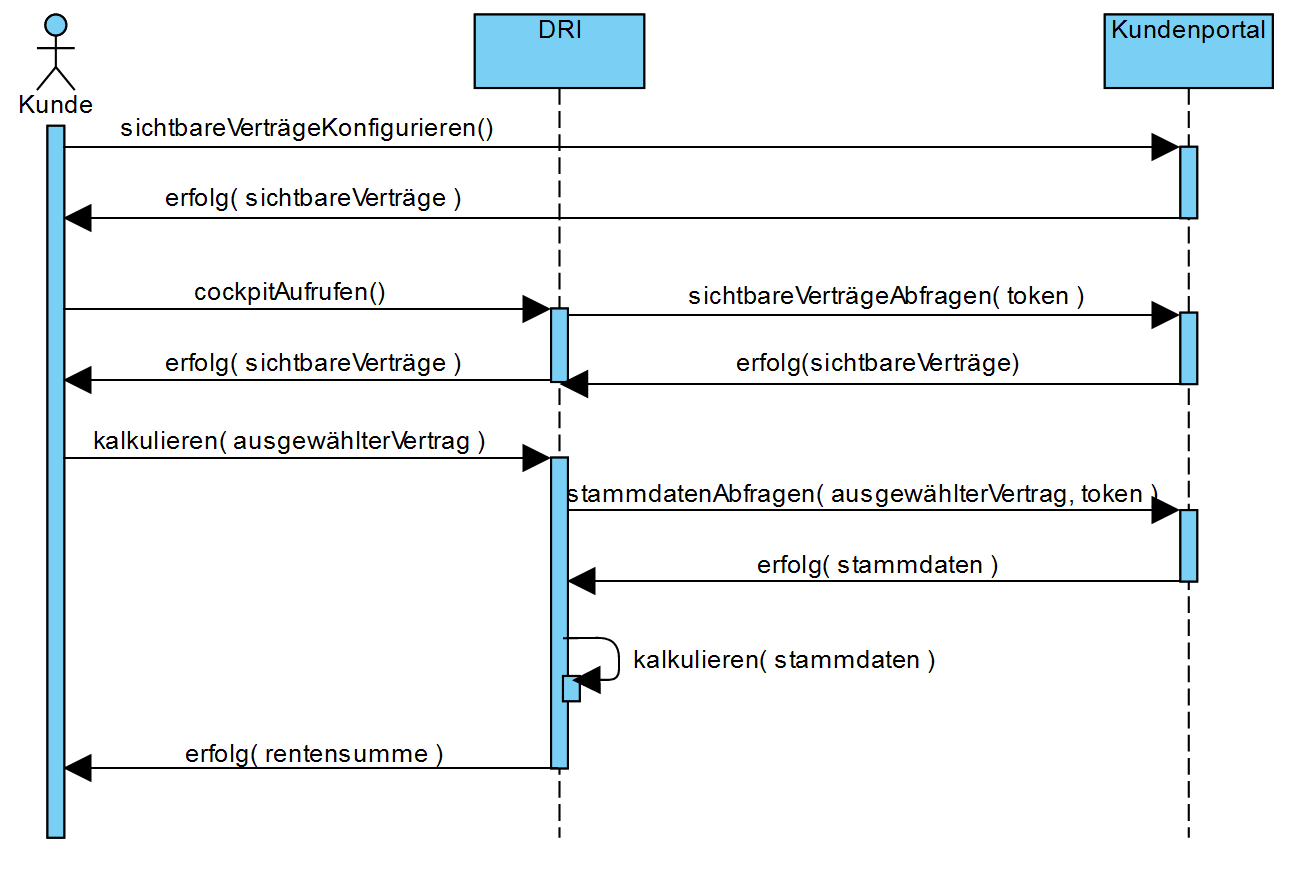 DRI
Kundenportal
Kunde
sichtbareVerträgeKonfigurieren()
erfolg( sichtbareVerträge )
cockpitAufrufen()
sichtbareVerträgeAbfragen( token )
erfolg( sichtbareVerträge )
erfolg(sichtbareVerträge)
kalkulieren( ausgewählterVertrag )
stammdatenAbfragen( ausgewählterVertrag, token )
erfolg( stammdaten )
kalkulieren( stammdaten )
erfolg( rentensumme )